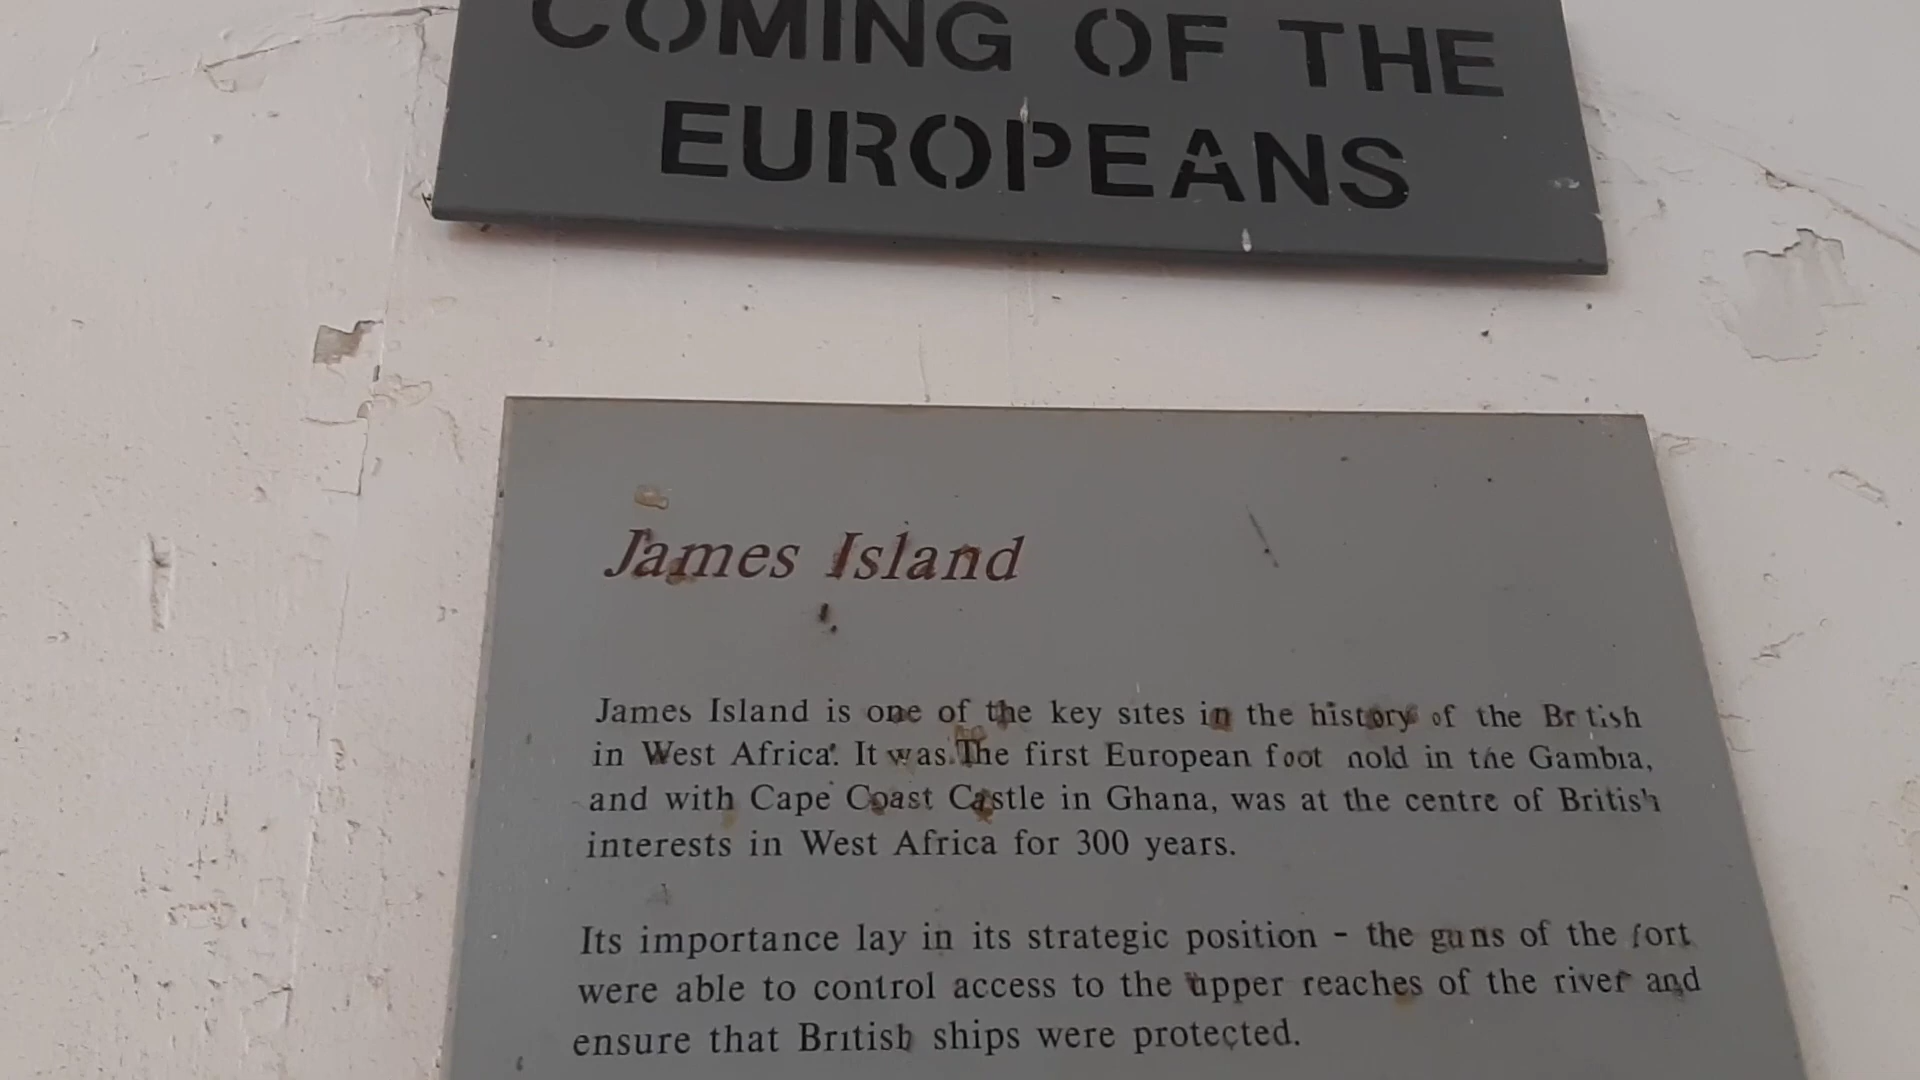 COMING OF THE
EUROPEANS
James Island
James Island is one of the key sites in the history of the Br tish
in West Africa. It was The first European foot hold in the Gambia,
and with Cape Coast Castle in Ghana, was at the centre of British
interests in West Africa for 300 years.
Its importance lay in its strategic position - the guns of the fort
were able to control access to the upper reaches of the river and
ensure that British ships were protected.